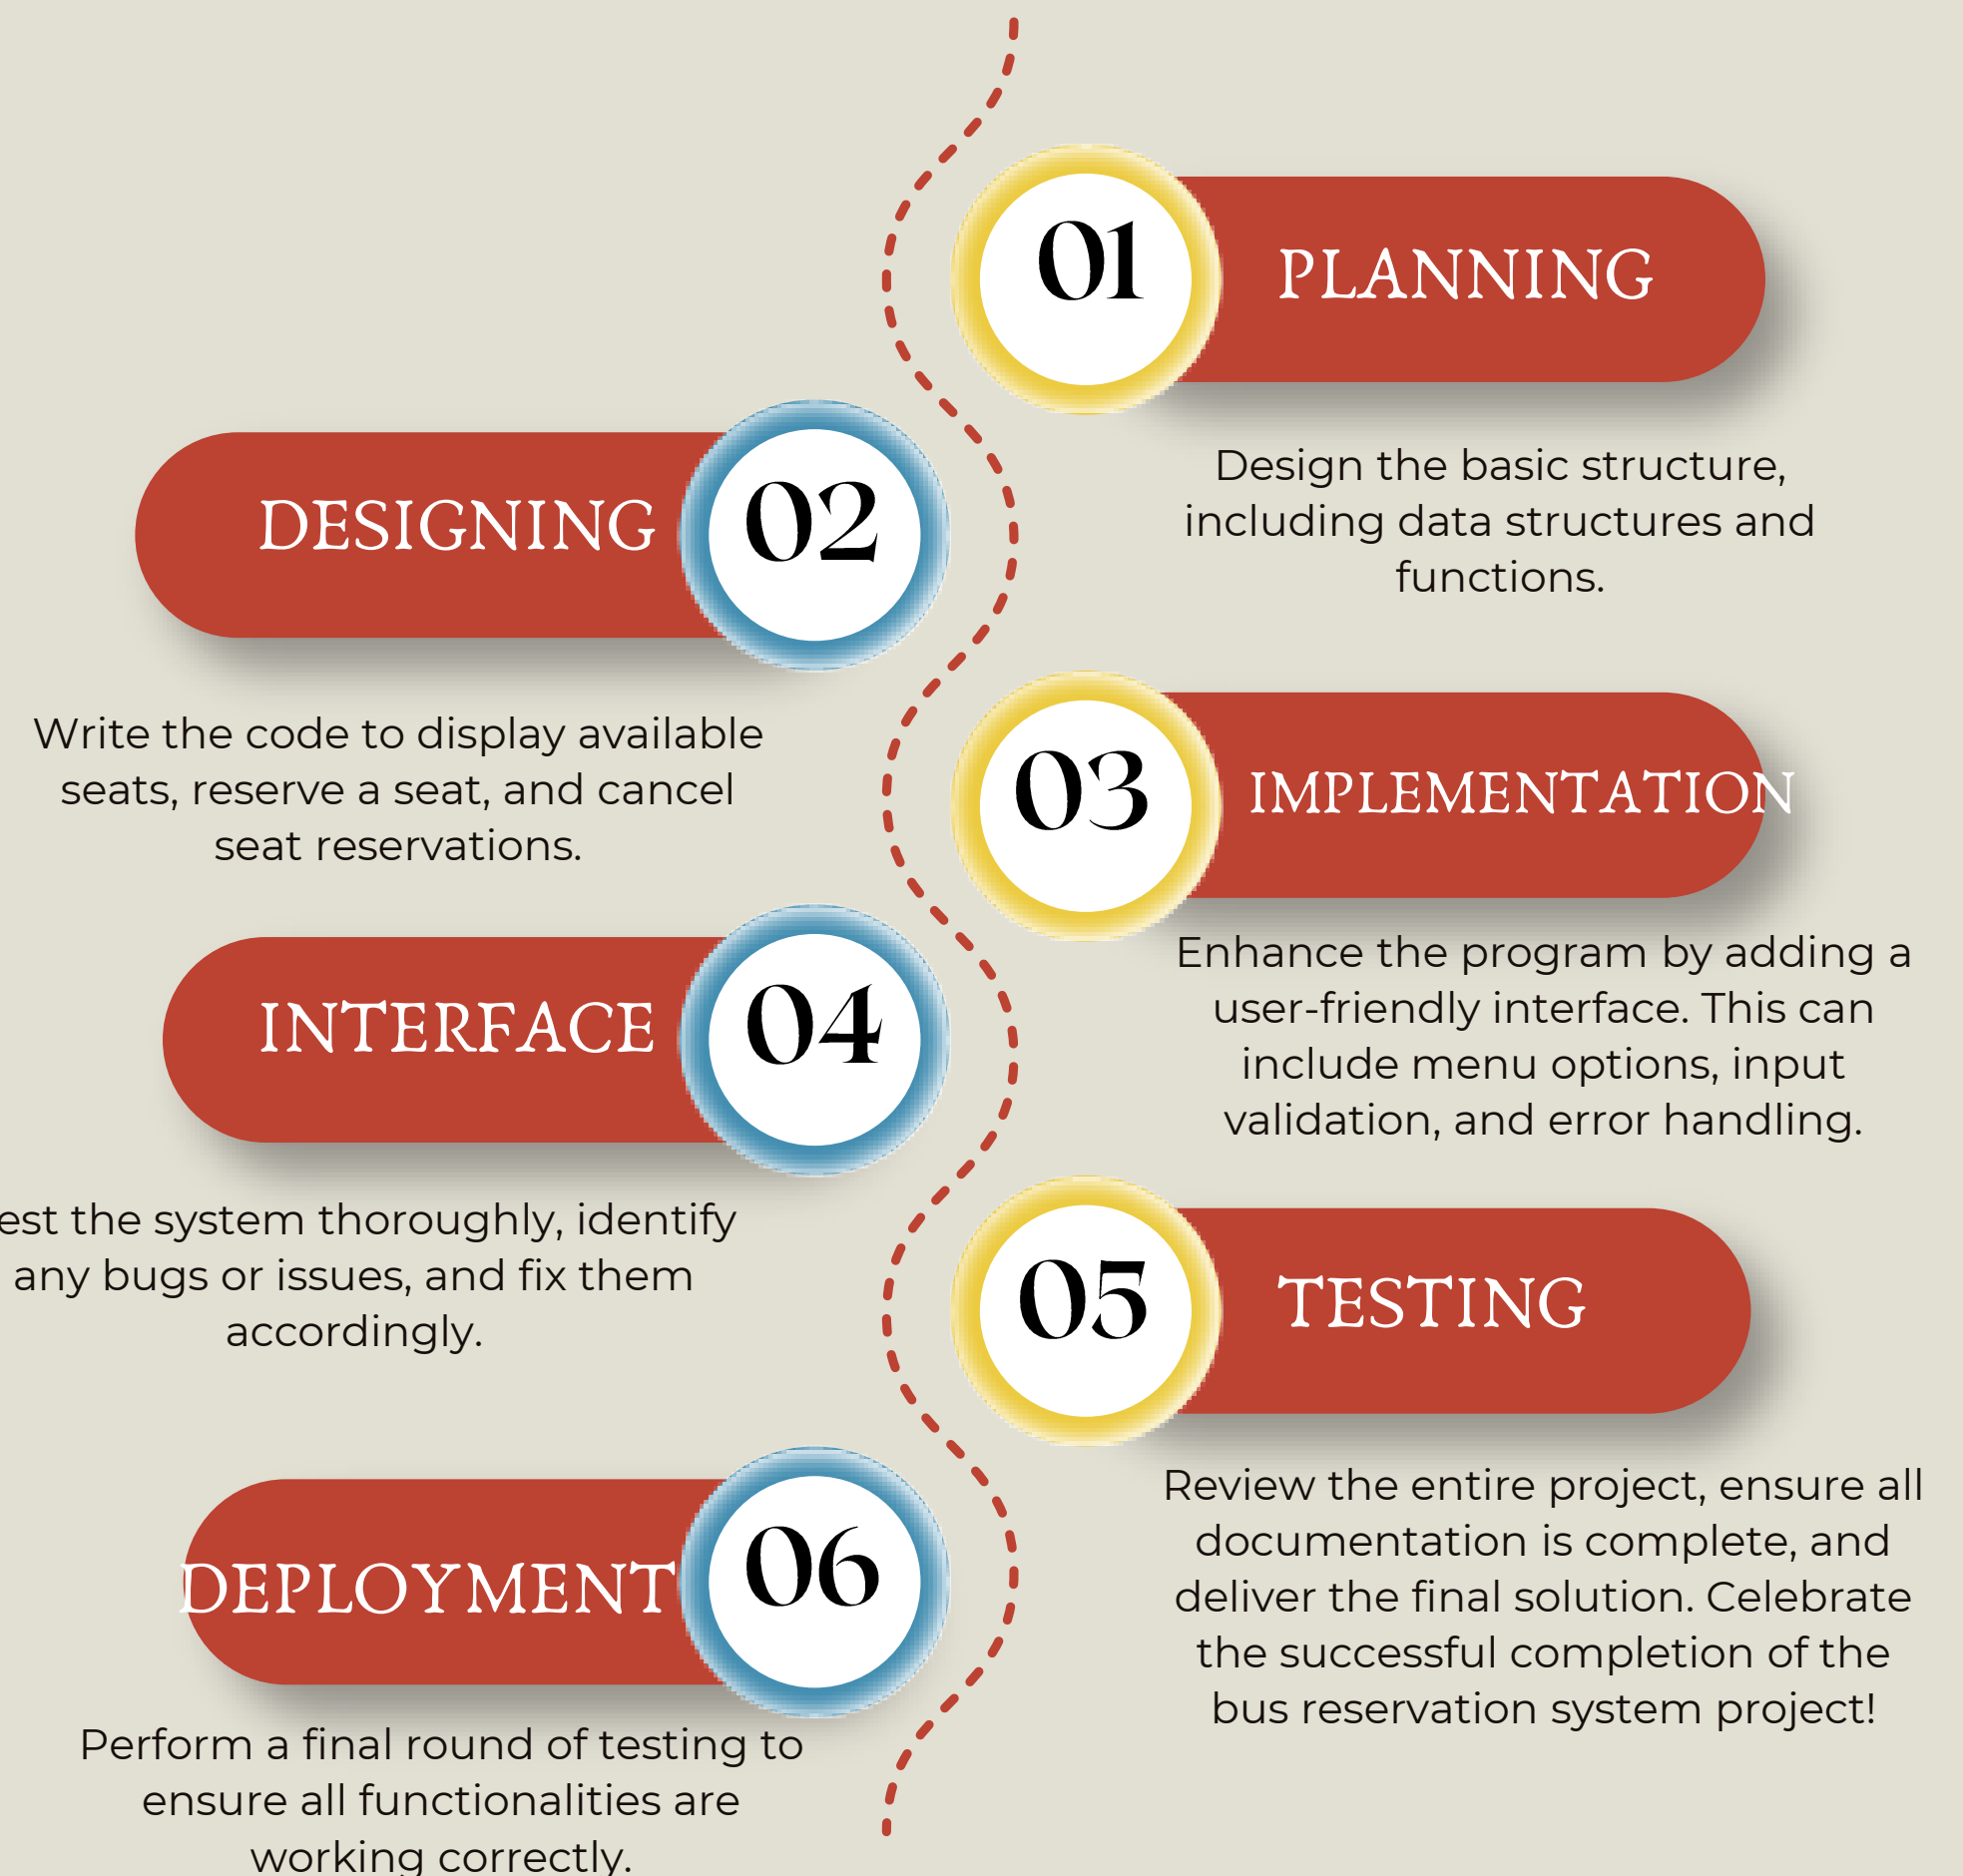 01
PLANNING
Design the basic structure,
including data structures and
functions.
02
DESIGNING
Write the code to display available
seats, reserve a seat, and cancel
seat reservations.
03
IMPLEMENTATION
Enhance the program by adding a
user-friendly interface. This can
include menu options, input
validation, and error handling.
04
INTERFACE
est the system thoroughly, identify
any bugs or issues, and fix them
accordingly.
05
TESTING
Review the entire project, ensure all
documentation is complete, and
deliver the final solution. Celebrate
the successful completion of the
bus reservation system project!
06
DEPLOYMENT
Perform a final round of testing to
ensure all functionalities are
working correctly.